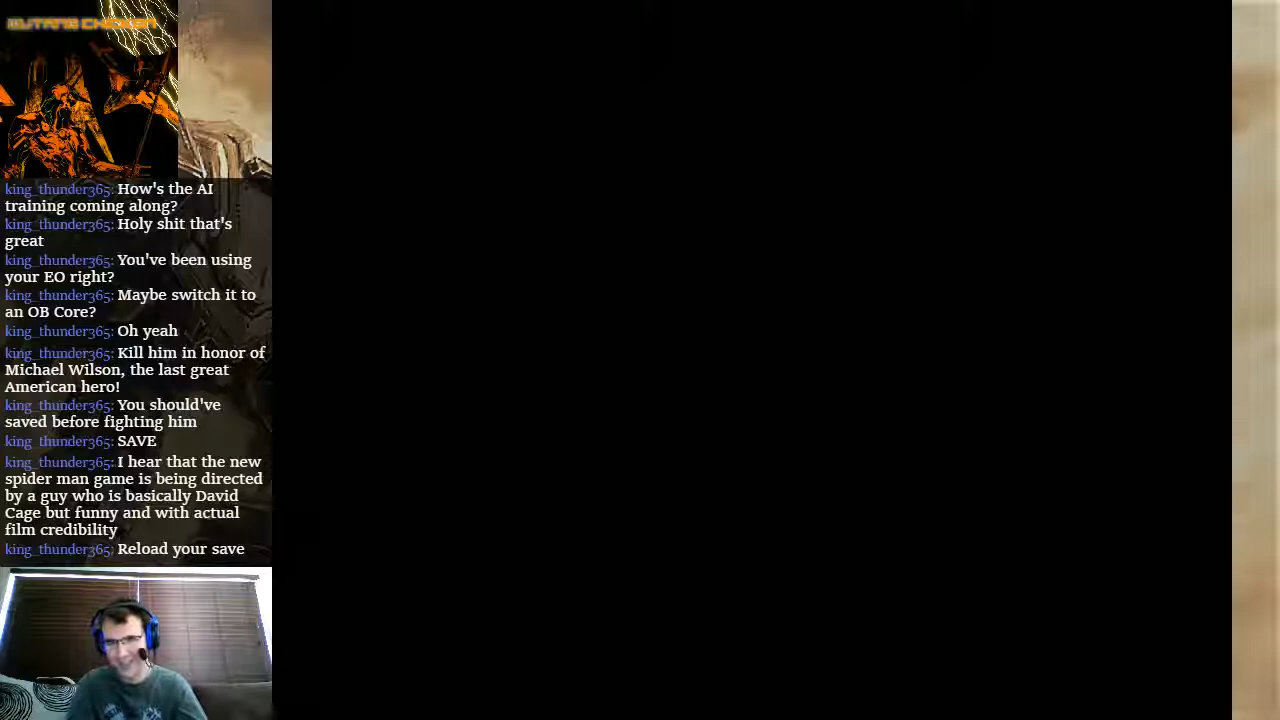 MUTANT CHICKEN
king_thunder365: How's the AI
training coming along?
king_thunder365: Holy shit that's
great
king_thunder365: You've been using
your EO right?
king_thunder365: Maybe switch it to
an OB Core?
king_thunder365: Oh yeah
king_thunder365: Kill him in honor of
Michael Wilson, the last great
American hero!
king_thunder365: You should've
saved before fighting him
king_thunder365: SAVE
king_thunder365: I hear that the new
spider man game is being directed
by a guy who is basically David
Cage but funny and with actual
film credibility
king_thunder365: Reload your save